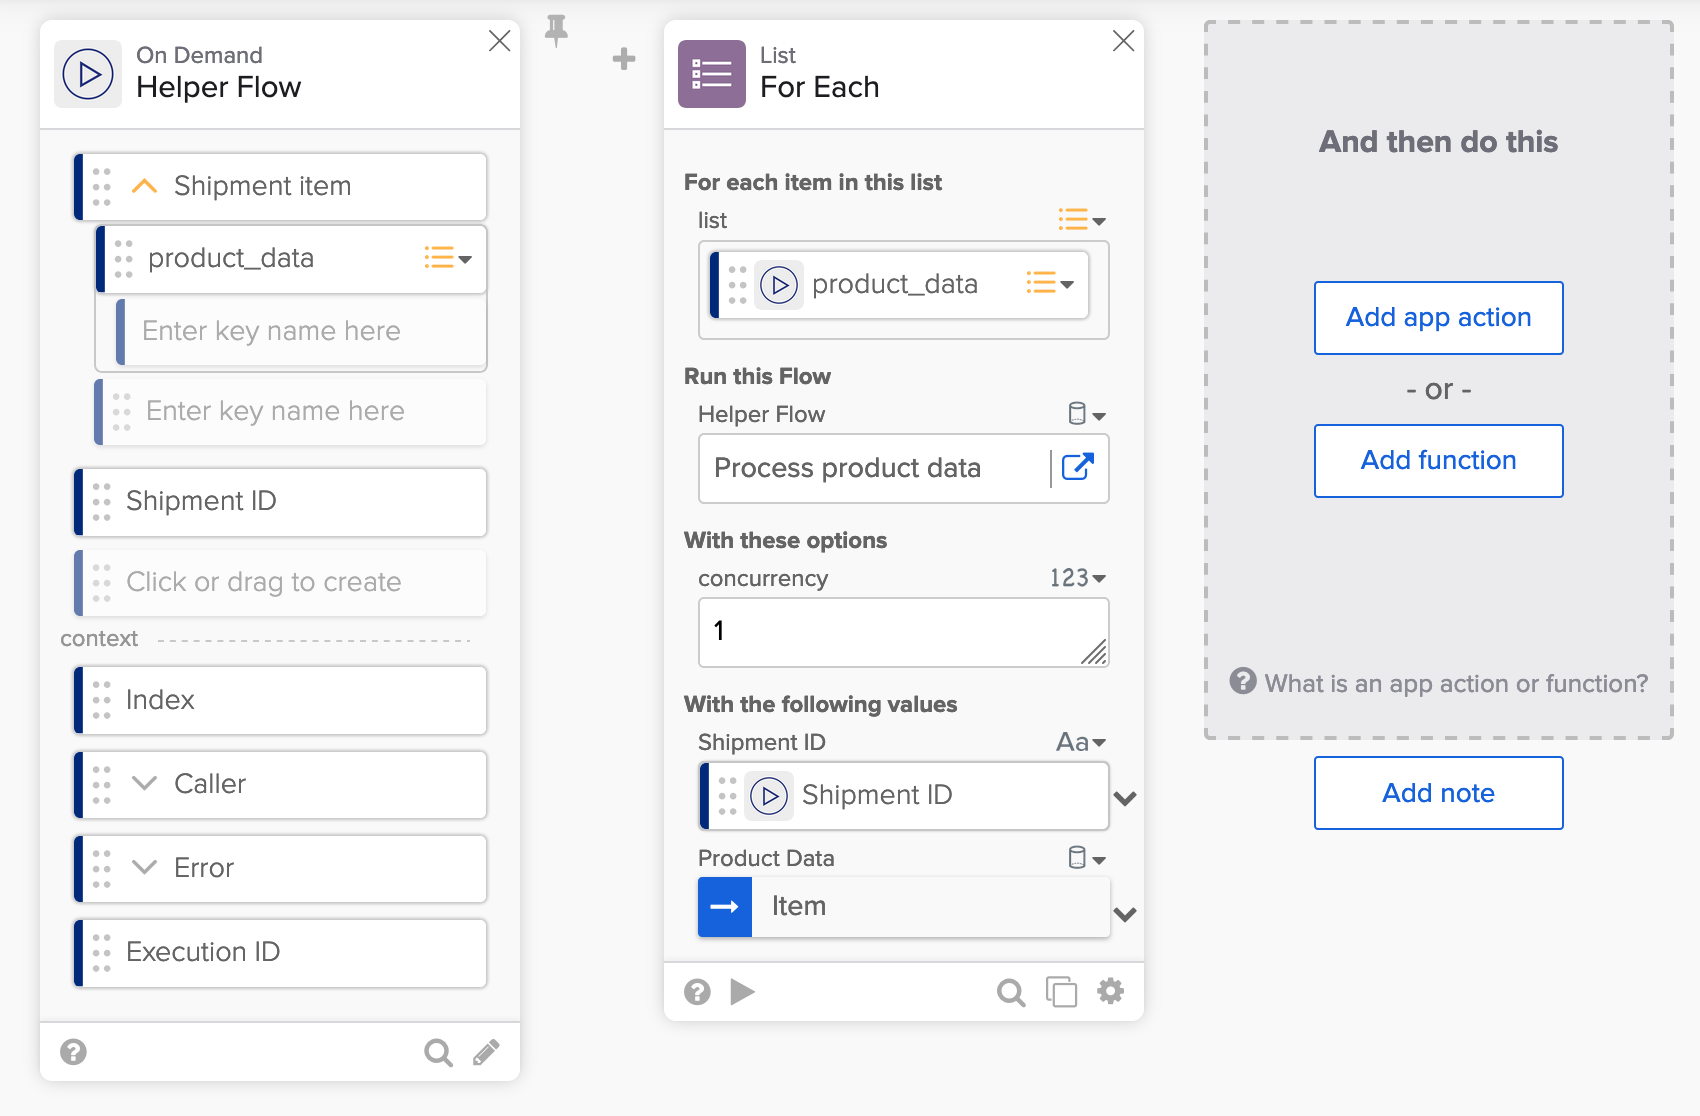 On Demand
Helper Flow
Shipment item
product_data
Enter key name here
Enter key name here
Shipment ID
Click or drag to create
context
Index
Caller
Error
Execution ID
?
List
For Each
For each item in this list
list
product_data
Run this Flow
Helper Flow
Process product data
With these options
concurrency
123
1
With the following values
Shipment ID
Aa
Shipment ID
Product Data
Item
?
And then do this
Add app action
- or -
Add function
? What is an app action or function?
Add note